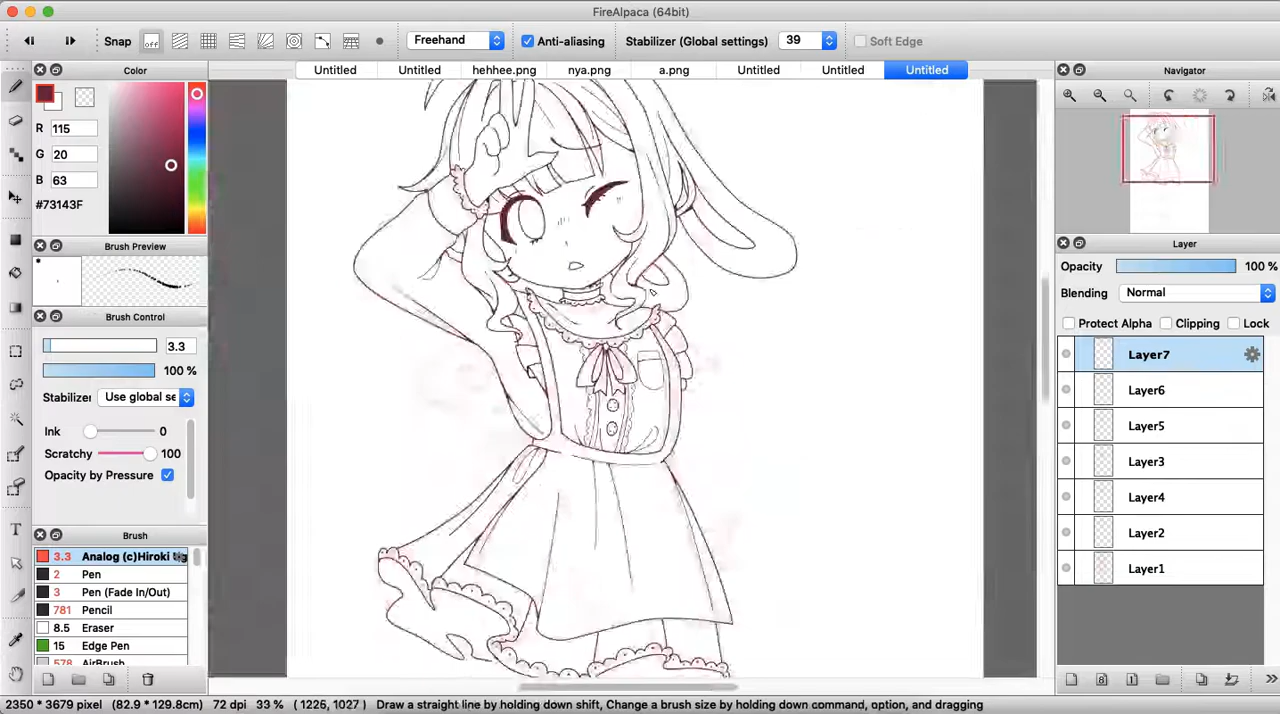 FireAlpaca (64bit)
Snap off Freehand Anti-aliasing Stabilizer (Global settings) 39 Soft Edge
Untitled Untitled hehhee.png nya.png a.png Untitled Untitled Untitled
Color
R 115
G 20
B 63
#73143F
Brush Preview
Brush Control
3.3
100 %
Stabilizer Use global se
Ink 0
Scratchy 100
Opacity by Pressure
Brush
3.3 Analog (c)Hiroki
2 Pen
3 Pen (Fade In/Out)
781 Pencil
8.5 Eraser
15 Edge Pen
578 AirBrush
Navigator
Layer
Opacity 100 %
Blending Normal
Protect Alpha Clipping Lock
Layer7
Layer6
Layer5
Layer3
Layer4
Layer2
Layer1
2350 * 3679 pixel (82.9 * 129.8cm) 72 dpi 33 % ( 1226, 1027 ) Draw a straight line by holding down shift, Change a brush size by holding down command, option, and dragging